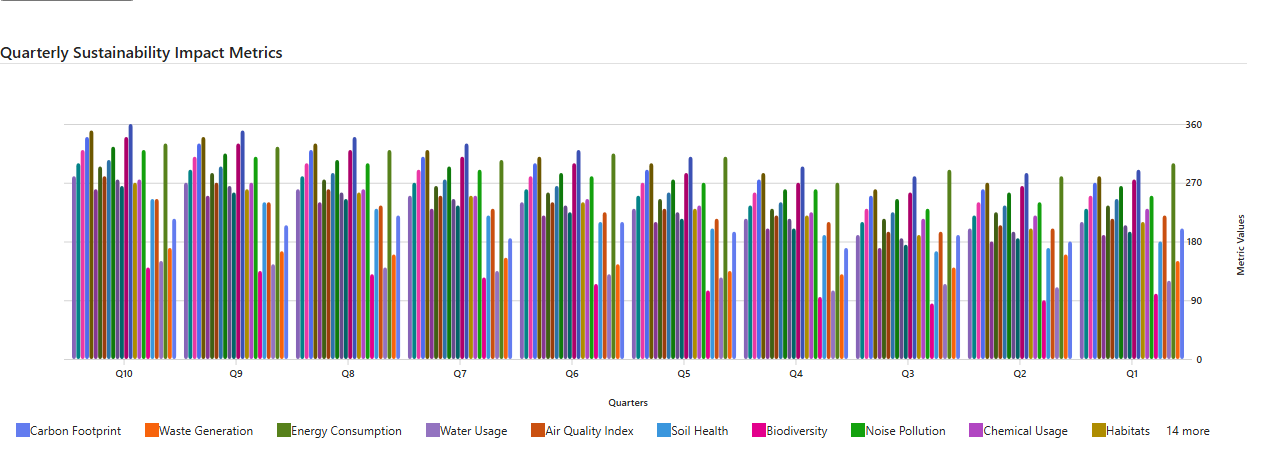 Quarterly Sustainability Impact Metrics
360
270
180
90
0
Metric Values
Q10 Q9 Q8 Q7 Q6 Q5 Q4 Q3 Q2 Q1
Quarters
Carbon Footprint Waste Generation Energy Consumption Water Usage Air Quality Index Soil Health Biodiversity Noise Pollution Chemical Usage Habitats 14 more